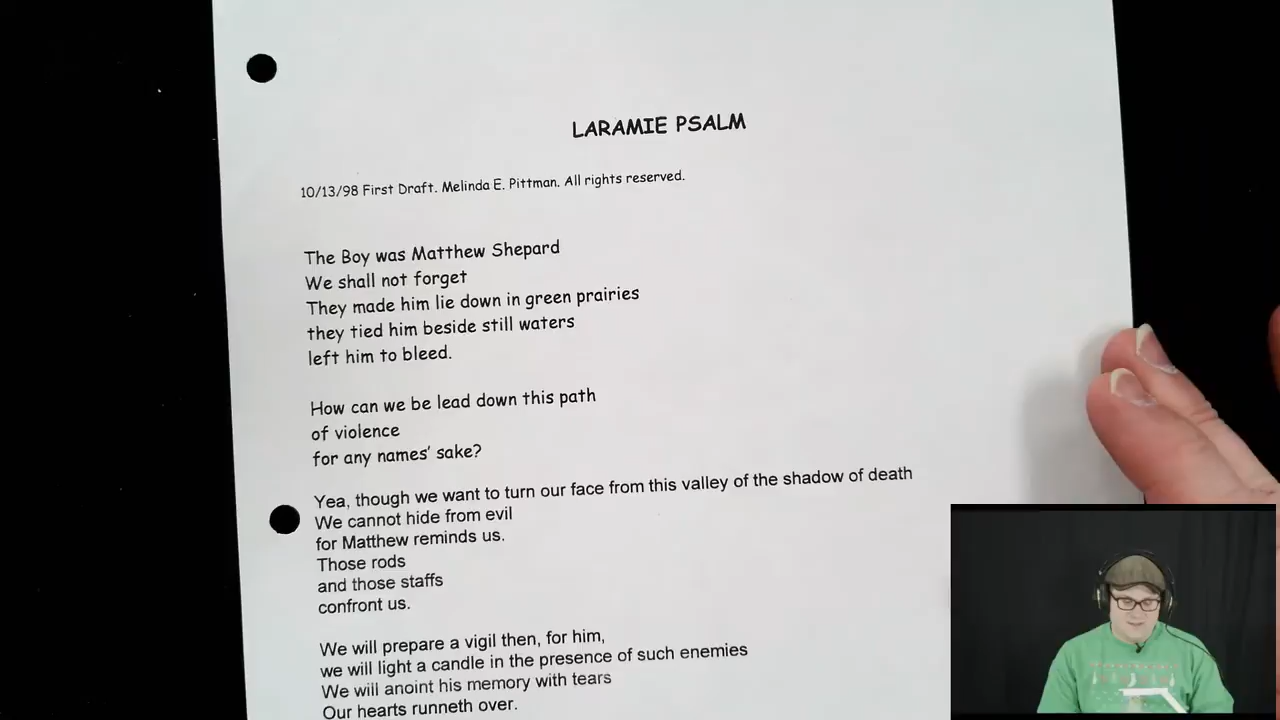 LARAMIE PSALM
10/13/98 First Draft. Melinda E. Pittman. All rights reserved.
The Boy was Matthew Shepard
We shall not forget
They made him lie down in green prairies
they tied him beside still waters
left him to bleed.
How can we be lead down this path
of violence
for any names' sake?
Yea, though we want to turn our face from this valley of the shadow of death
We cannot hide from evil
for Matthew reminds us.
Those rods
and those staffs
confront us.
We will prepare a vigil then, for him,
we will light a candle in the presence of such enemies
We will anoint his memory with tears
Our hearts runneth over.